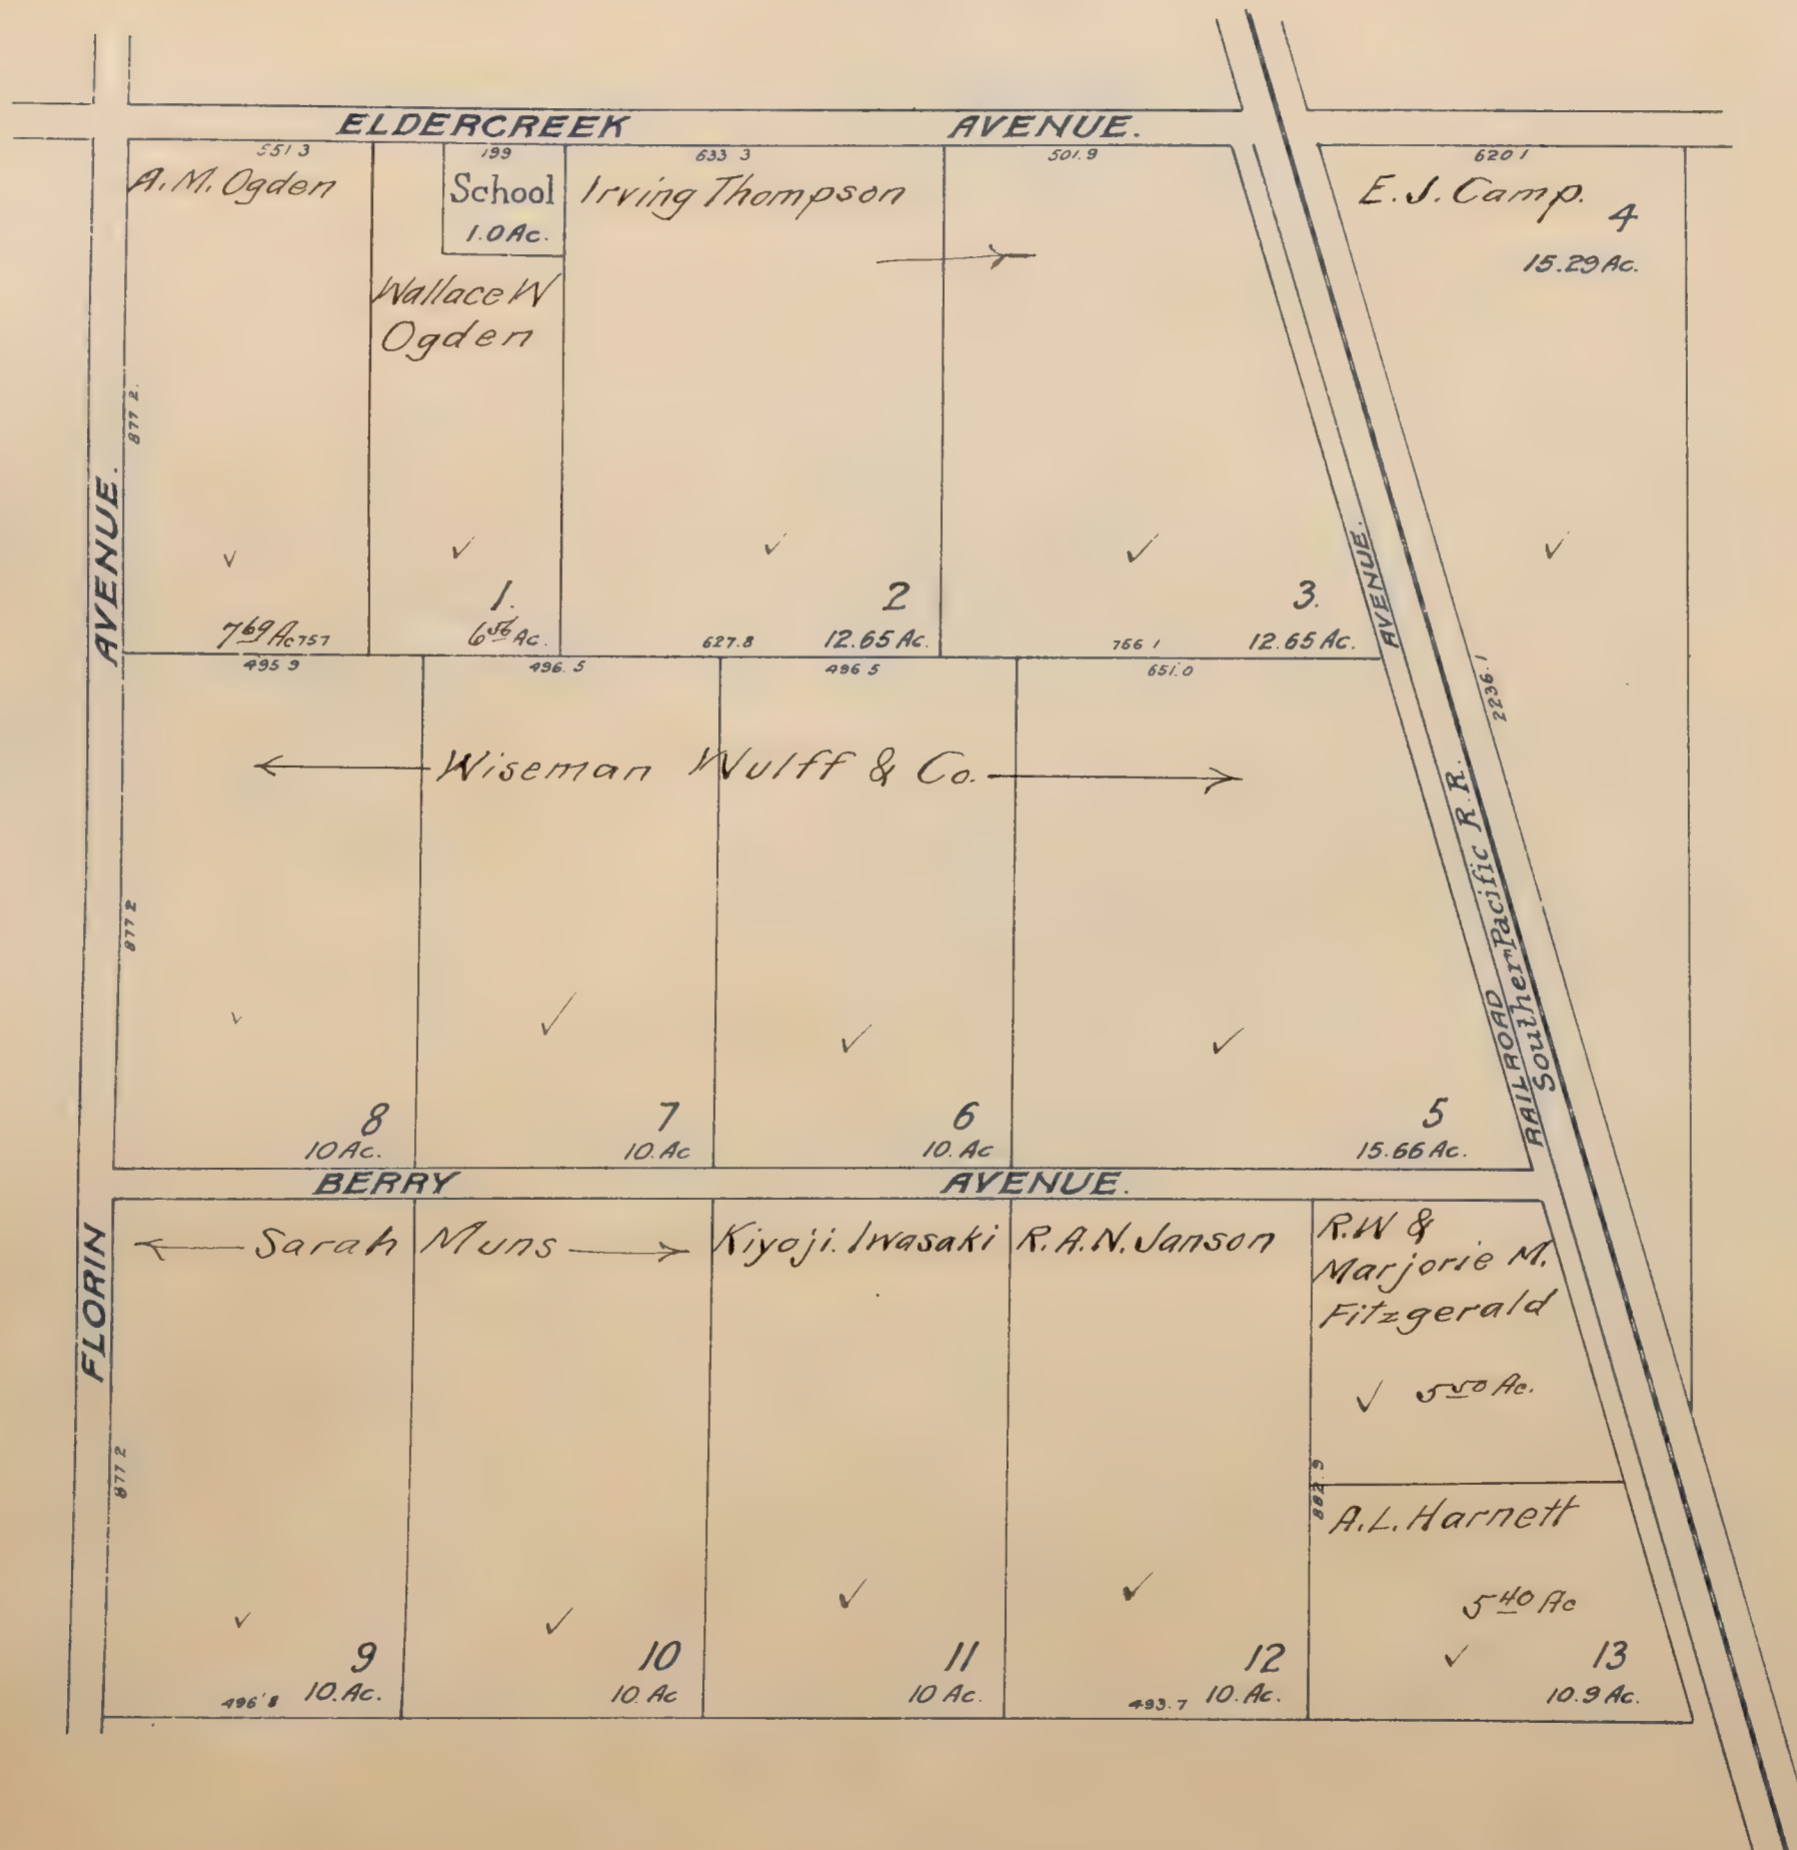 ELDERCREEK AVENUE.
551 3
199
633 3
501.9
620 1
A.M. Ogden
School
1.0 Ac.
Irving Thompson
E. J. Camp.
4
15.29 Ac.
Wallace W
Ogden
877 2.
AVENUE.
7 69 Ac 757
1.
6 56 Ac.
2
627.8 12.65 Ac.
3.
766 1 12.65 Ac.
AVENUE.
2236.1
495 9
496. 5
496 5
651.0
Wiseman Wulff & Co.
Southern Pacific R. R.
877 2
RAILROAD
8
10 Ac.
7
10. Ac
6
10. Ac
5
15.66 Ac.
BERRY AVENUE.
FLORIN
Sarah Muns
Kiyoji. Iwasaki
R. A. N. Janson
R.W &
Marjorie M.
Fitzgerald
5 50 Ac.
877 2
882.9
A. L. Harnett
5 40 Ac
9
496 8 10. Ac.
10
10. Ac
11
10 Ac.
12
493.7 10. Ac.
13
10.9 Ac.